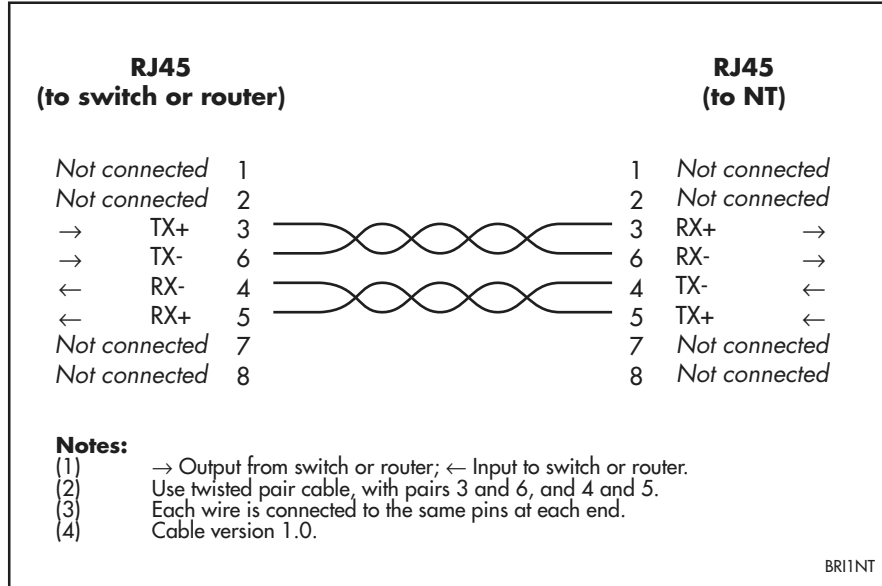 RJ45 RJ45
(to switch or router) (to NT)
Not connected 1 1 Not connected
Not connected 2 2 Not connected
→ TX+ 3 3 RX+ →
→ TX- 6 6 RX- →
← RX- 4 4 TX- ←
← RX+ 5 5 TX+ ←
Not connected 7 7 Not connected
Not connected 8 8 Not connected
Notes:
(1) → Output from switch or router; ← Input to switch or router.
(2) Use twisted pair cable, with pairs 3 and 6, and 4 and 5.
(3) Each wire is connected to the same pins at each end.
(4) Cable version 1.0.
BRI1NT